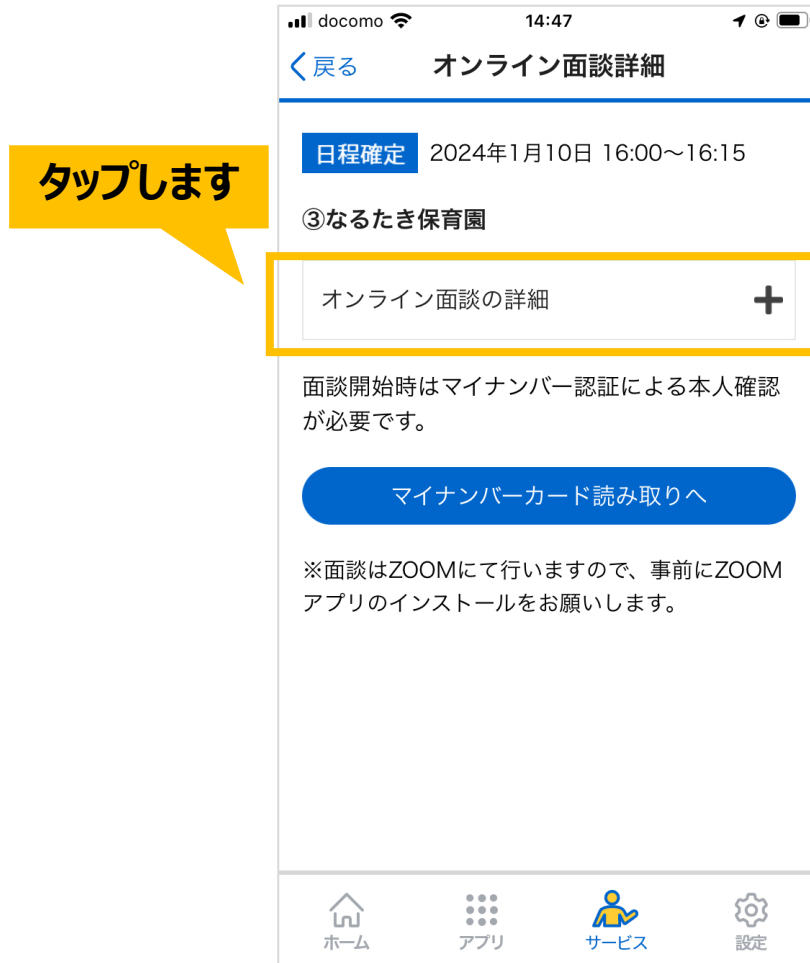 docomo 14:47
戻る オンライン面談詳細
日程確定 2024年1月10日 16:00〜16:15
タップします
③なるたき保育園
オンライン面談の詳細
面談開始時はマイナンバー認証による本人確認
が必要です。
マイナンバーカード読み取りへ
※面談はZOOMにて行いますので、事前にZOOM
アプリのインストールをお願いします。
ホーム アプリ サービス 設定